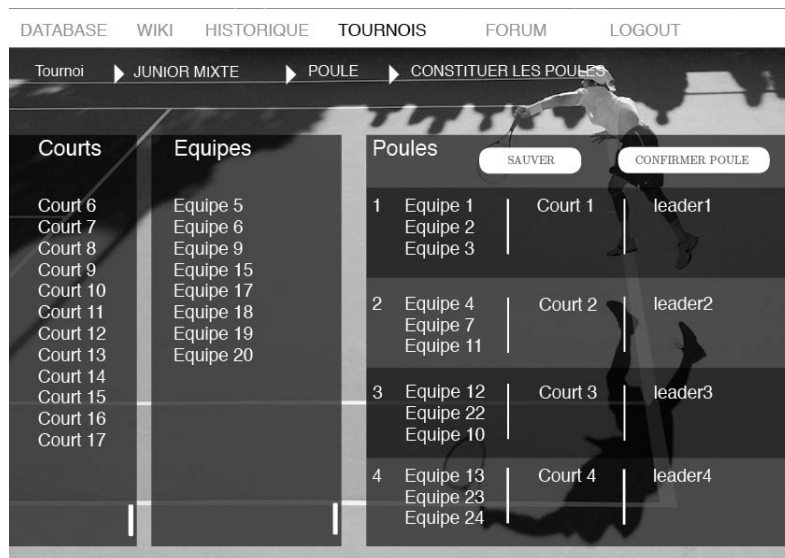 DATABASE WIKI HISTORIQUE TOURNOIS FORUM LOGOUT
Tournoi JUNIOR MIXTE POULE CONSTITUER LES POULES
Courts
Court 6
Court 7
Court 8
Court 9
Court 10
Court 11
Court 12
Court 13
Court 14
Court 15
Court 16
Court 17
Equipes
Equipe 5
Equipe 6
Equipe 9
Equipe 15
Equipe 17
Equipe 18
Equipe 19
Equipe 20
Poules SAUVER CONFIRMER POULE
1 Equipe 1 Court 1 leader1
Equipe 2
Equipe 3
2 Equipe 4 Court 2 leader2
Equipe 7
Equipe 11
3 Equipe 12 Court 3 leader3
Equipe 22
Equipe 10
4 Equipe 13 Court 4 leader4
Equipe 23
Equipe 24